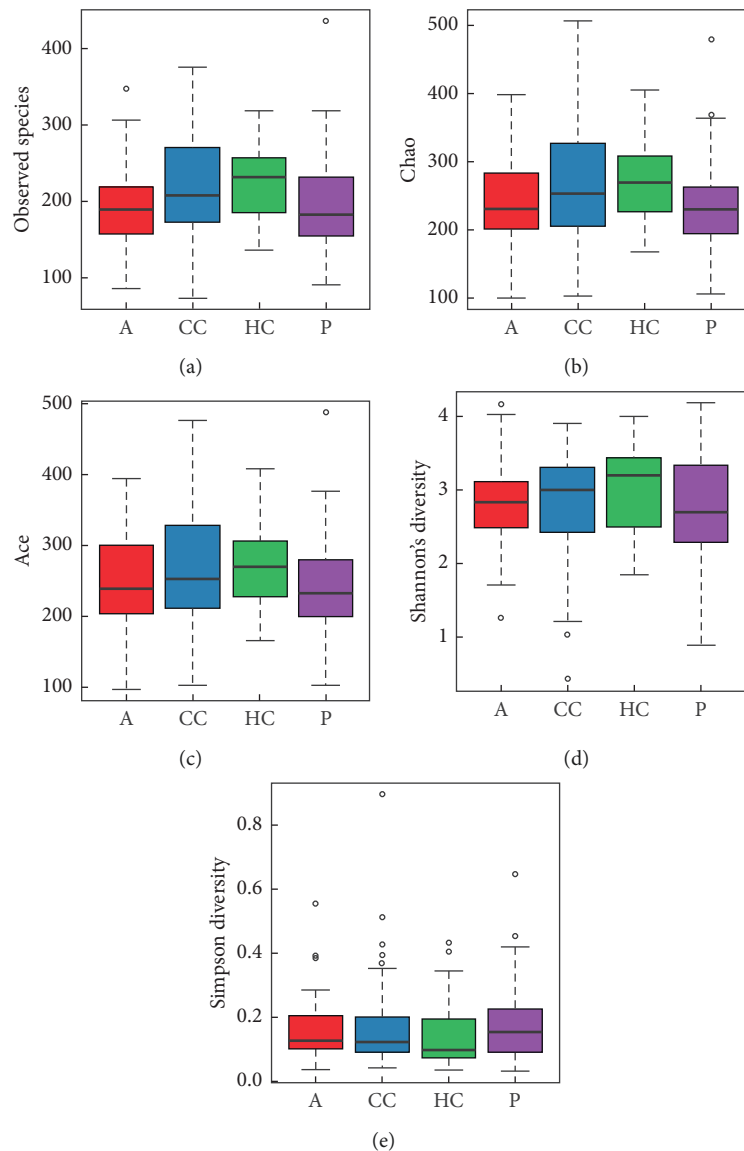 Observed species
400
300
200
100
A CC HC P
(a)
Chao
500
400
300
200
100
A CC HC P
(b)
Ace
500
400
300
200
100
A CC HC P
(c)
Shannon's diversity
4
3
2
1
A CC HC P
(d)
Simpson diversity
0.8
0.6
0.4
0.2
0.0
A CC HC P
(e)